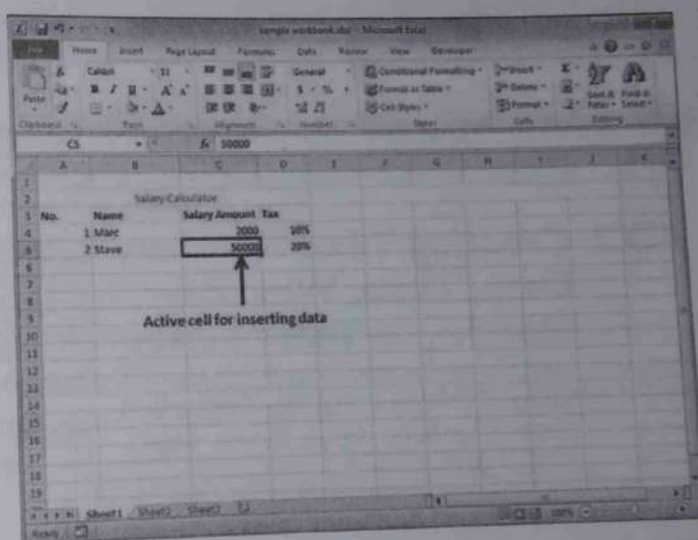 sample workbook.xlsx - Microsoft Excel
File Home Insert Page Layout Formulas Data Review View Developer
Calibri 11 General Conditional Formatting Insert Σ
Paste B I U $ % Format as Table Delete Sort & Find &
Cell Styles Format Filter Select
Clipboard Font Alignment Number Styles Cells Editing
C5 fx 50000
A B C D E F G H I J K
1
2 Salary Calculator
3 No. Name Salary Amount Tax
4 1 Marc 2000 10%
5 2 Stave 50000 20%
6
7
8
9 Active cell for inserting data
10
11
12
13
14
15
16
17
18
19
Sheet1 Sheet2 Sheet3
Ready 100%